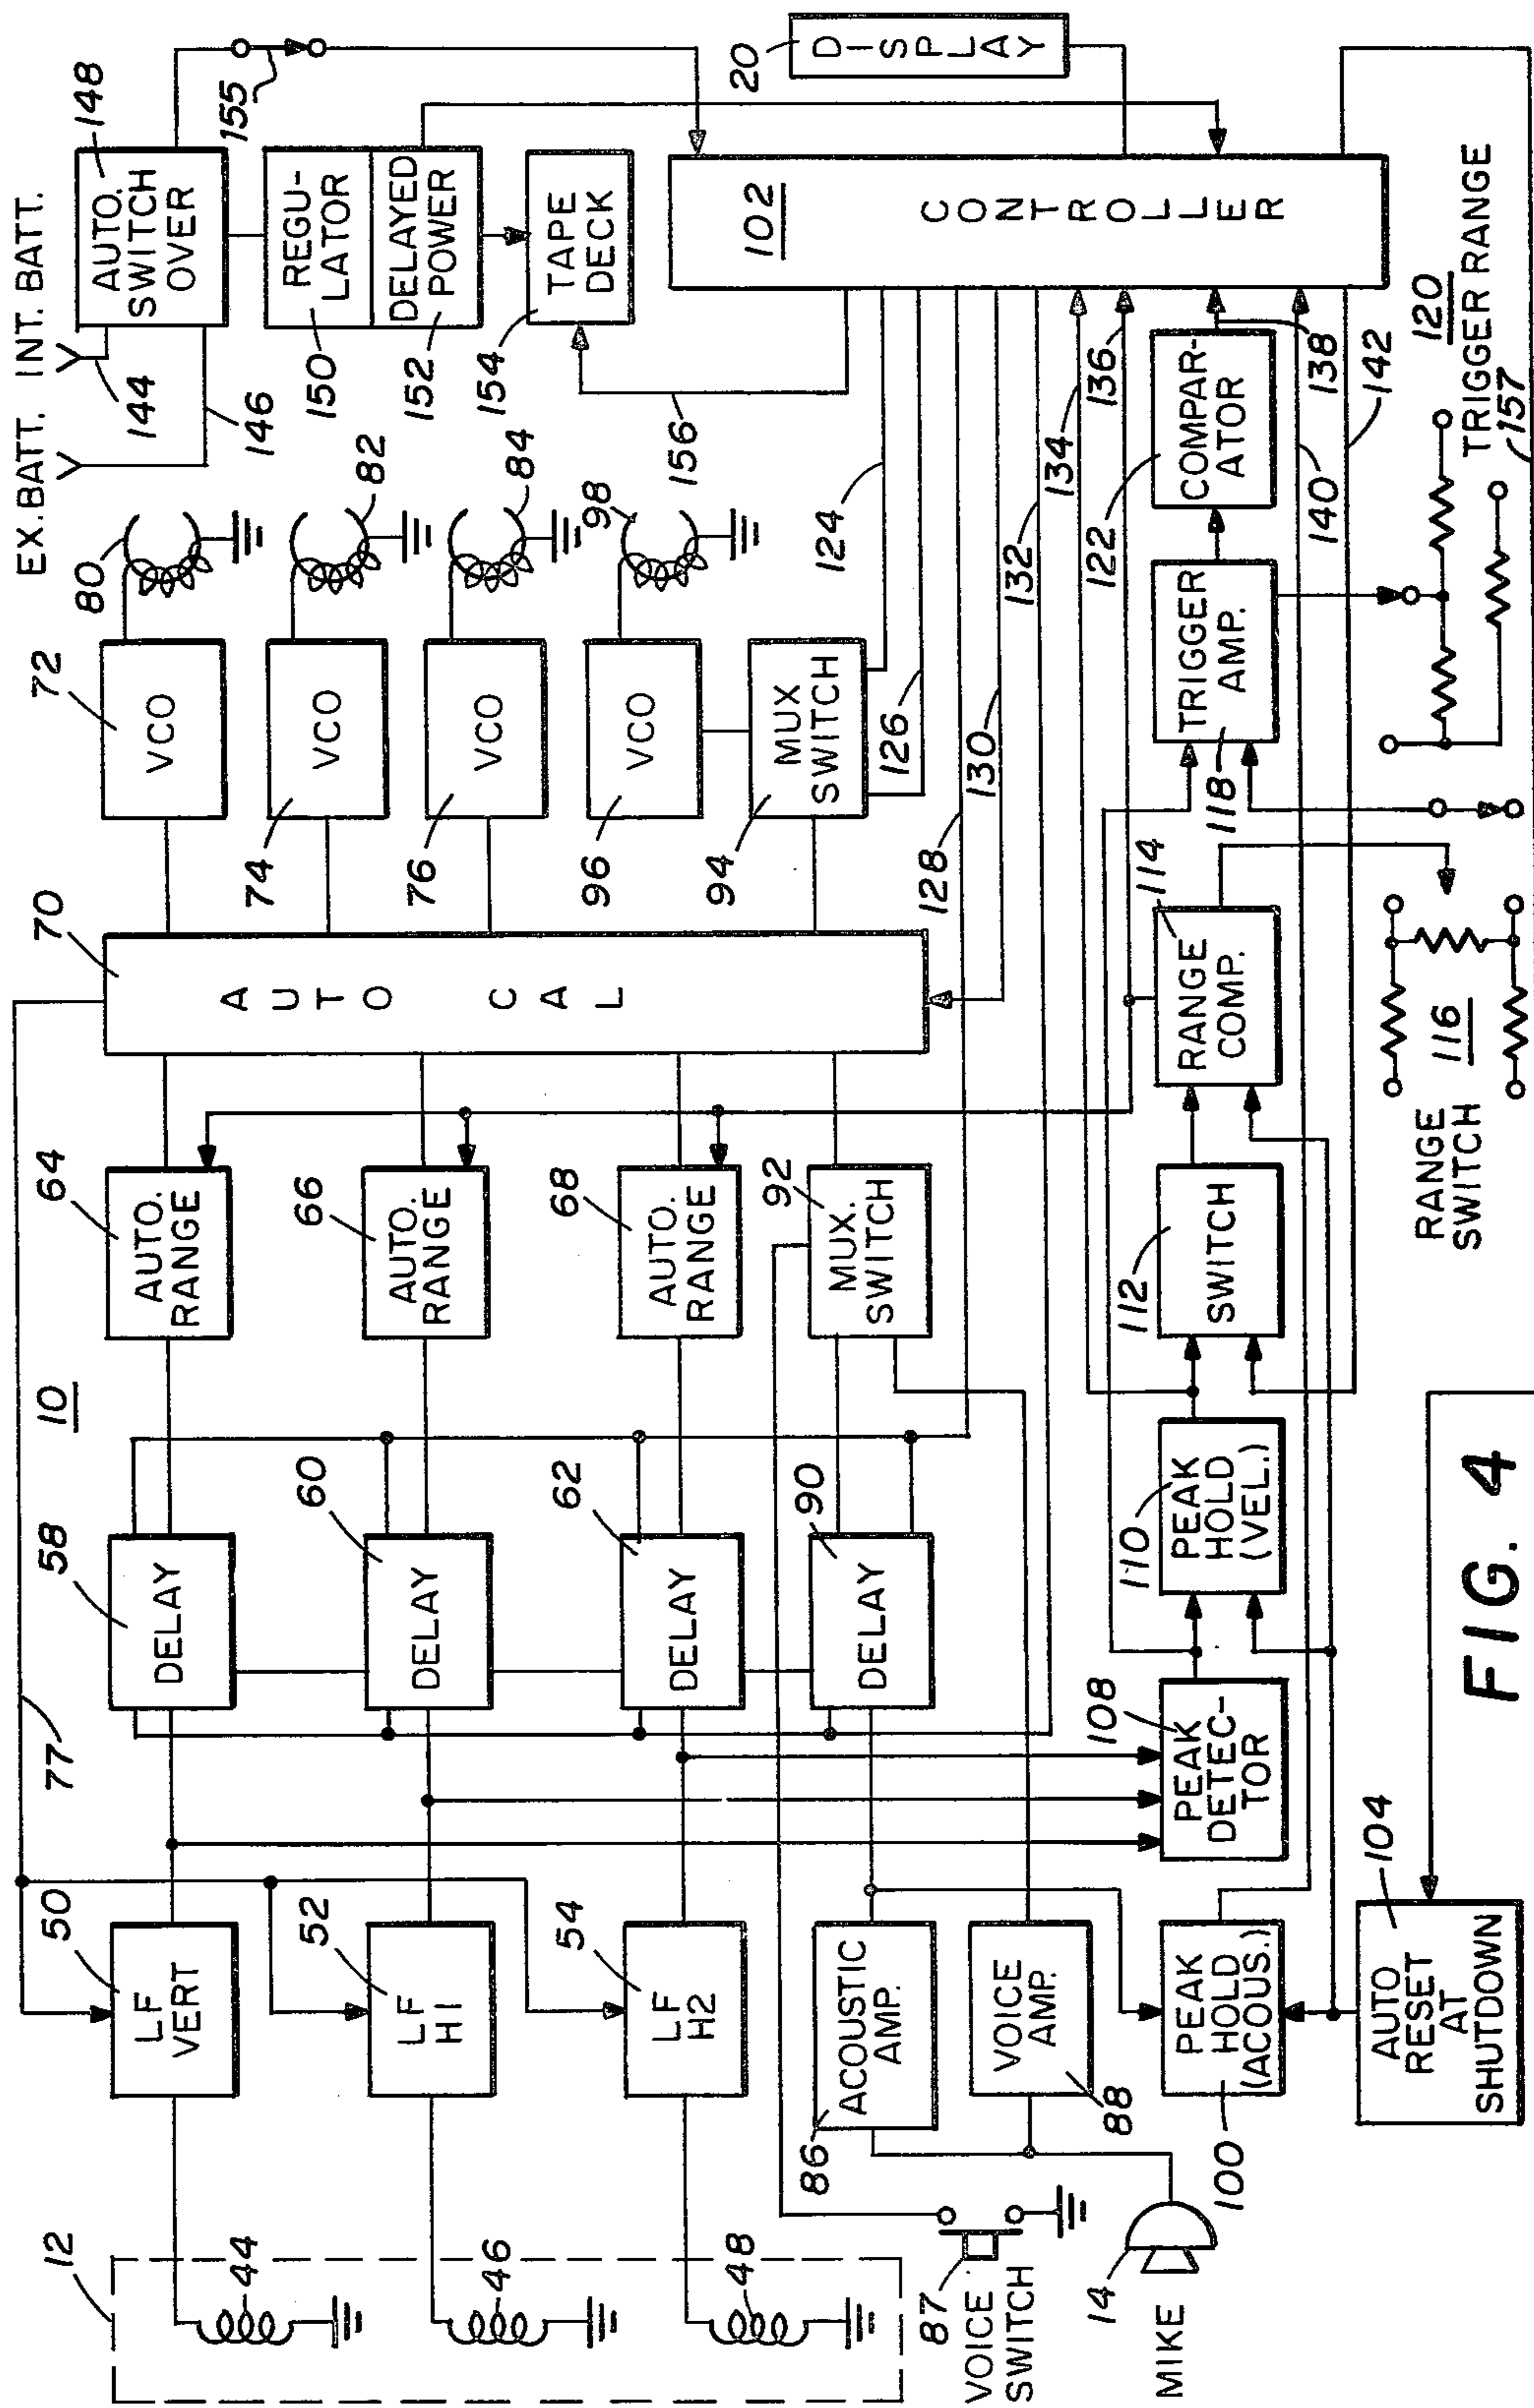 EX. BATT. INT. BATT.
10
12
44
46
48
50
LF
VERT
52
LF
H1
54
LF
H2
77
58
DELAY
60
DELAY
62
DELAY
90
DELAY
64
AUTO.
RANGE
66
AUTO.
RANGE
68
AUTO.
RANGE
92
MUX.
SWITCH
70
AUTO CAL
72
VCO
74
VCO
76
VCO
96
VCO
94
MUX
SWITCH
80
82
84
98
144
146
148
AUTO.
SWITCH
OVER
155
150
REGU-
LATOR
152
DELAYED
POWER
154
TAPE
DECK
156
20
DISPLAY
102
CONTROLLER
124
126
128
130
132
134
136
138
140
142
86
ACOUSTIC
AMP.
88
VOICE
AMP.
87
VOICE
SWITCH
14
MIKE
100
PEAK
HOLD
(ACOUS.)
104
AUTO
RESET
AT
SHUTDOWN
108
PEAK
DETEC-
TOR
110
PEAK
HOLD
(VEL.)
112
SWITCH
114
RANGE
COMP.
116
RANGE
SWITCH
118
TRIGGER
AMP.
122
COMPAR-
ATOR
120
TRIGGER RANGE
157
FIG. 4